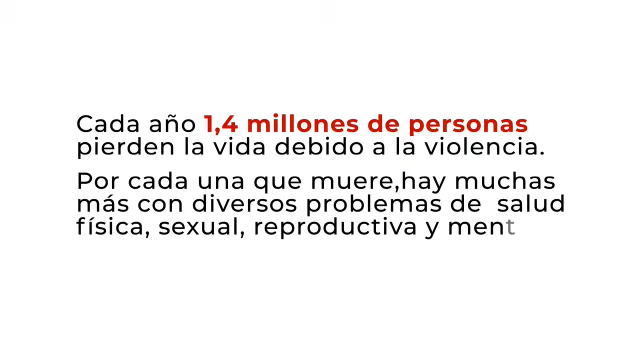 Cada año 1,4 millones de personas
pierden la vida debido a la violencia.
Por cada una que muere,hay muchas
más con diversos problemas de salud
física, sexual, reproductiva y ment